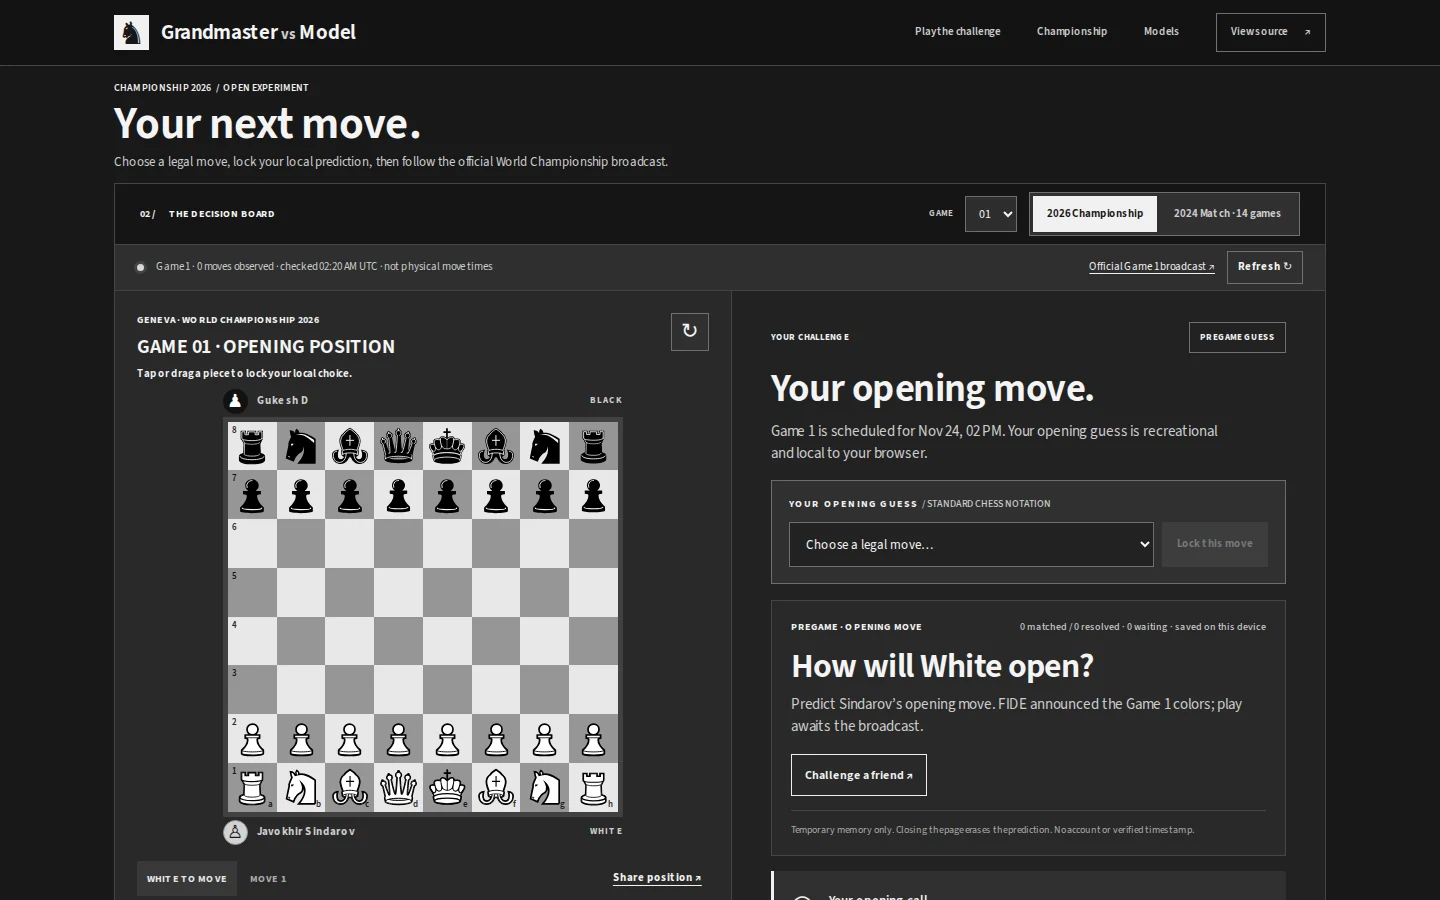 Grandmaster vs Model
Play the challenge
Championship
Models
View source ↗
CHAMPIONSHIP 2026 / OPEN EXPERIMENT
Your next move.
Choose a legal move, lock your local prediction, then follow the official World Championship broadcast.
02 / THE DECISION BOARD
GAME
01
2026 Championship
2024 Match · 14 games
Game 1 · 0 moves observed · checked 02:20 AM UTC · not physical move times
Official Game 1 broadcast ↗
Refresh ↻
GENEVA · WORLD CHAMPIONSHIP 2026
GAME 01 · OPENING POSITION
Tap or drag a piece to lock your local choice.
↻
Gukesh D
BLACK
8
7
6
5
4
3
2
1
a
b
c
d
e
f
g
h
Javokhir Sindarov
WHITE
WHITE TO MOVE
MOVE 1
Share position ↗
YOUR CHALLENGE
PREGAME GUESS
Your opening move.
Game 1 is scheduled for Nov 24, 02 PM. Your opening guess is recreational
and local to your browser.
YOUR OPENING GUESS / STANDARD CHESS NOTATION
Choose a legal move…
Lock this move
PREGAME · OPENING MOVE
0 matched / 0 resolved · 0 waiting · saved on this device
How will White open?
Predict Sindarov’s opening move. FIDE announced the Game 1 colors; play
awaits the broadcast.
Challenge a friend ↗
Temporary memory only. Closing the page erases the prediction. No account or verified timestamp.
Your opening call